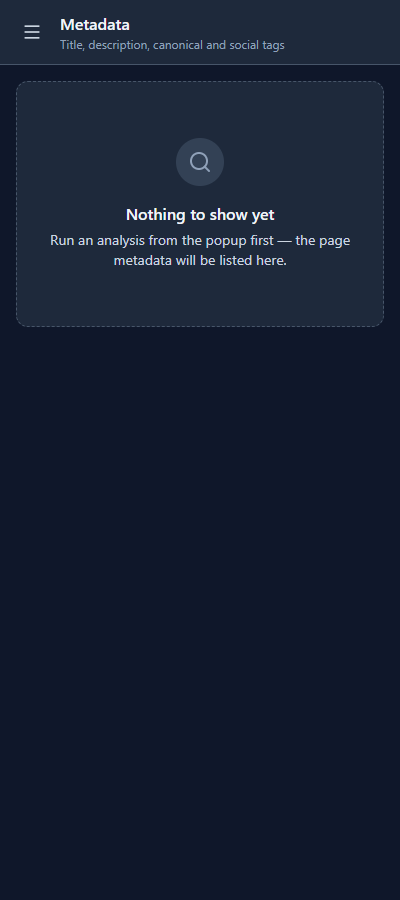 Metadata
Title, description, canonical and social tags
Nothing to show yet
Run an analysis from the popup first — the page
metadata will be listed here.